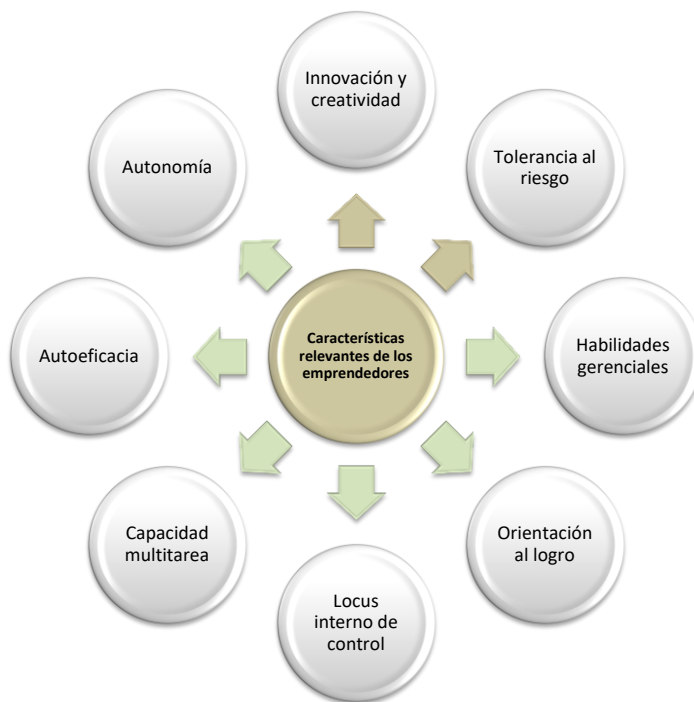 Innovación y
creatividad
Tolerancia al
riesgo
Habilidades
gerenciales
Orientación
al logro
Locus
interno de
control
Capacidad
multitarea
Autoeficacia
Autonomía
Características
relevantes de los
emprendedores